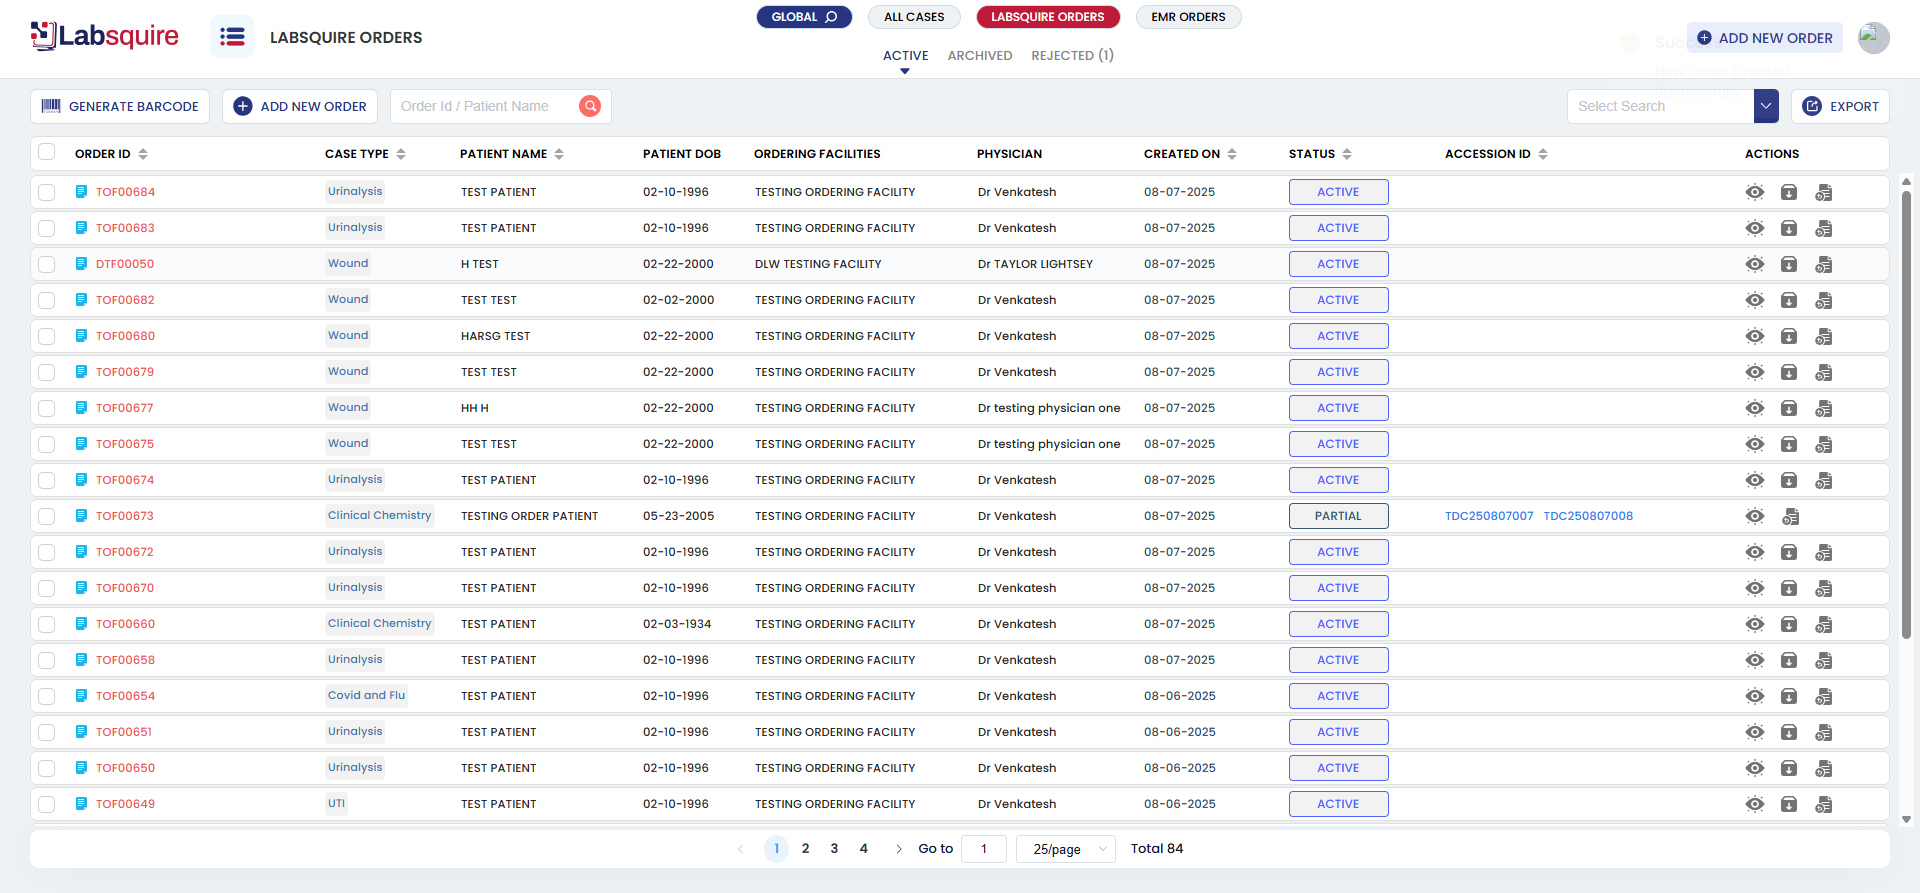 Labsquire
LABSQUIRE ORDERS
GLOBAL
ALL CASES
LABSQUIRE ORDERS
EMR ORDERS
ACTIVE
ARCHIVED
REJECTED (1)
ADD NEW ORDER
New Order Created
GENERATE BARCODE
ADD NEW ORDER
Order Id / Patient Name
Select Search
EXPORT
ORDER ID CASE TYPE PATIENT NAME PATIENT DOB ORDERING FACILITIES PHYSICIAN CREATED ON STATUS ACCESSION ID ACTIONS
TOF00684 Urinalysis TEST PATIENT 02-10-1996 TESTING ORDERING FACILITY Dr Venkatesh 08-07-2025 ACTIVE
TOF00683 Urinalysis TEST PATIENT 02-10-1996 TESTING ORDERING FACILITY Dr Venkatesh 08-07-2025 ACTIVE
DTF00050 Wound H TEST 02-22-2000 DLW TESTING FACILITY Dr TAYLOR LIGHTSEY 08-07-2025 ACTIVE
TOF00682 Wound TEST TEST 02-02-2000 TESTING ORDERING FACILITY Dr Venkatesh 08-07-2025 ACTIVE
TOF00680 Wound HARSG TEST 02-22-2000 TESTING ORDERING FACILITY Dr Venkatesh 08-07-2025 ACTIVE
TOF00679 Wound TEST TEST 02-22-2000 TESTING ORDERING FACILITY Dr Venkatesh 08-07-2025 ACTIVE
TOF00677 Wound HH H 02-22-2000 TESTING ORDERING FACILITY Dr testing physician one 08-07-2025 ACTIVE
TOF00675 Wound TEST TEST 02-22-2000 TESTING ORDERING FACILITY Dr testing physician one 08-07-2025 ACTIVE
TOF00674 Urinalysis TEST PATIENT 02-10-1996 TESTING ORDERING FACILITY Dr Venkatesh 08-07-2025 ACTIVE
TOF00673 Clinical Chemistry TESTING ORDER PATIENT 05-23-2005 TESTING ORDERING FACILITY Dr Venkatesh 08-07-2025 PARTIAL TDC250807007 TDC250807008
TOF00672 Urinalysis TEST PATIENT 02-10-1996 TESTING ORDERING FACILITY Dr Venkatesh 08-07-2025 ACTIVE
TOF00670 Urinalysis TEST PATIENT 02-10-1996 TESTING ORDERING FACILITY Dr Venkatesh 08-07-2025 ACTIVE
TOF00660 Clinical Chemistry TEST PATIENT 02-03-1934 TESTING ORDERING FACILITY Dr Venkatesh 08-07-2025 ACTIVE
TOF00658 Urinalysis TEST PATIENT 02-10-1996 TESTING ORDERING FACILITY Dr Venkatesh 08-07-2025 ACTIVE
TOF00654 Covid and Flu TEST PATIENT 02-10-1996 TESTING ORDERING FACILITY Dr Venkatesh 08-06-2025 ACTIVE
TOF00651 Urinalysis TEST PATIENT 02-10-1996 TESTING ORDERING FACILITY Dr Venkatesh 08-06-2025 ACTIVE
TOF00650 Urinalysis TEST PATIENT 02-10-1996 TESTING ORDERING FACILITY Dr Venkatesh 08-06-2025 ACTIVE
TOF00649 UTI TEST PATIENT 02-10-1996 TESTING ORDERING FACILITY Dr Venkatesh 08-06-2025 ACTIVE
1 2 3 4 Go to 1 25/page Total 84